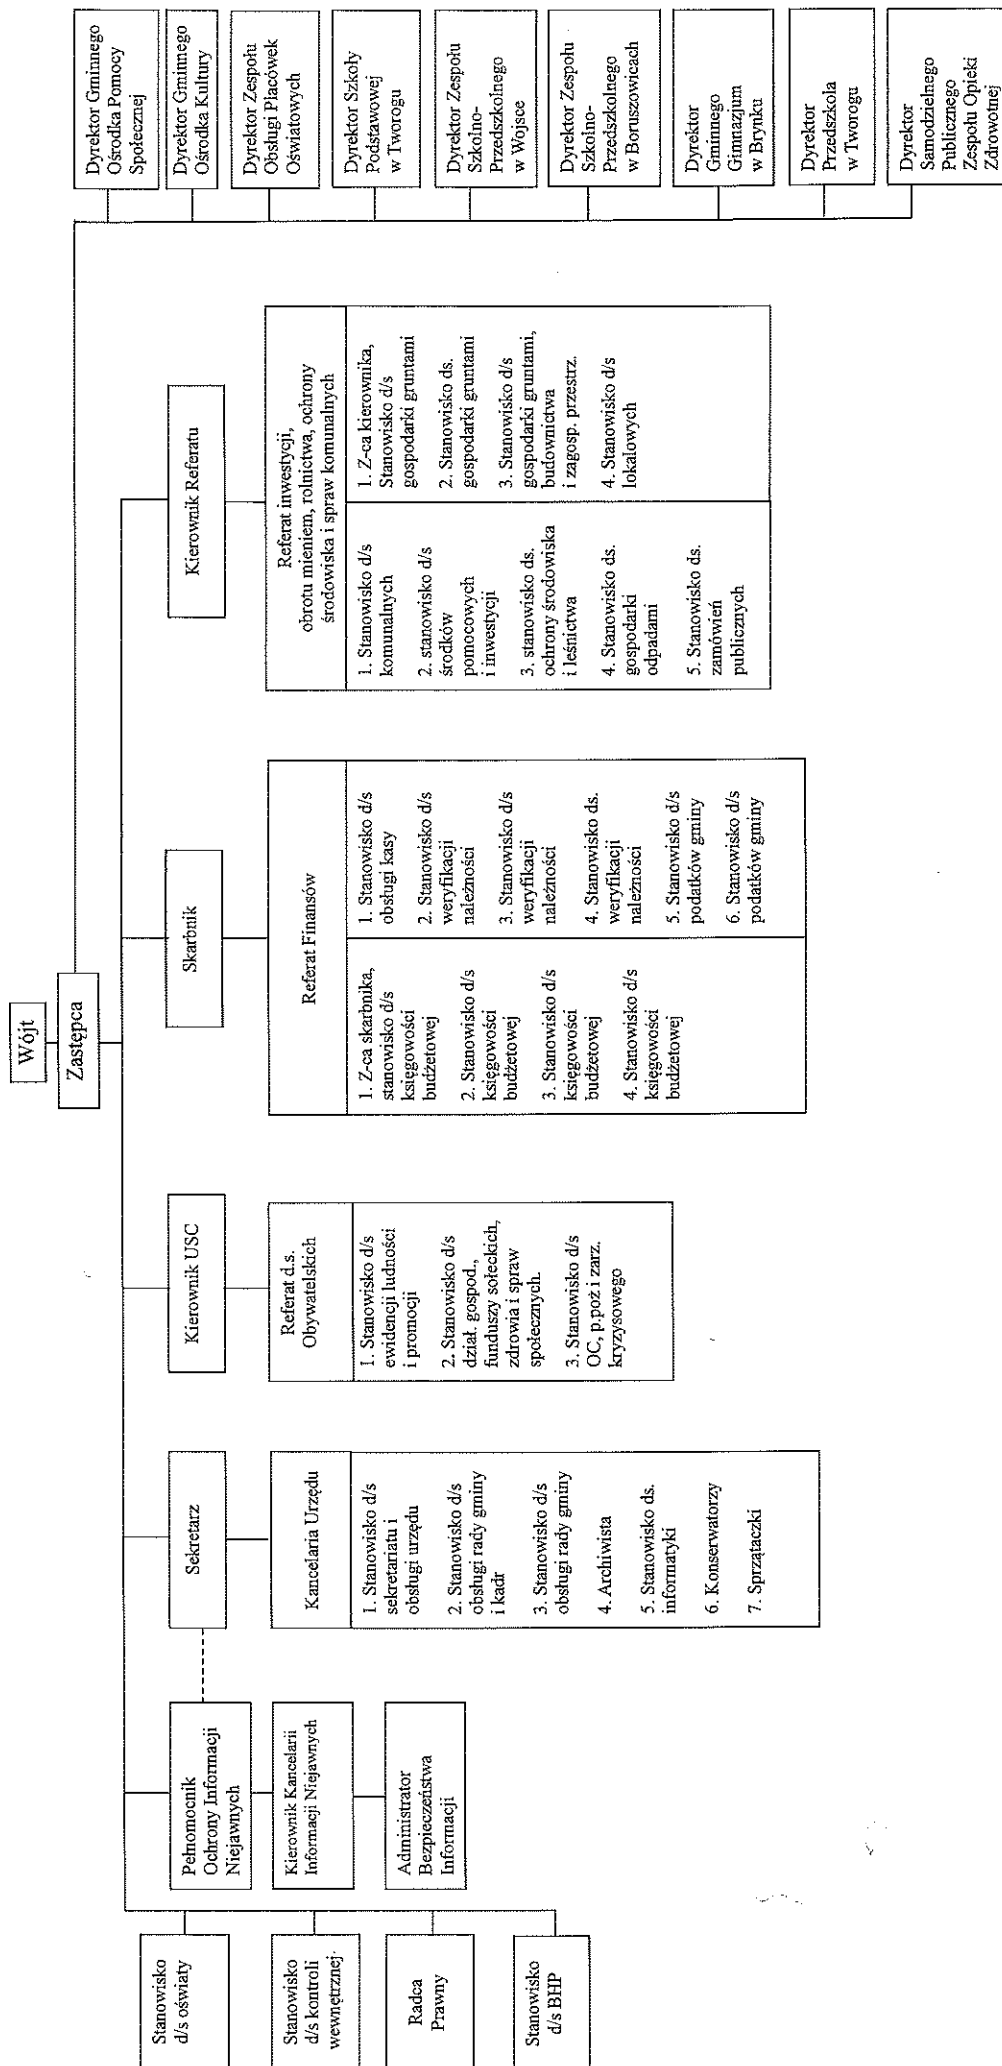 Wójt
Zastępca
Stanowisko
d/s oświaty
Stanowisko
d/s kontroli
wewnętrznej.
Radca
Prawny
Stanowisko
d/s BHP
Pełnomocnik
Ochrony Informacji
Niejawnych
Kierownik Kancelarii
Informacji Niejawnych
Administrator
Bezpieczeństwa
Informacji
Sekretarz
Kancelaria Urzędu
1. Stanowisko d/s
sekretariatu i
obsługi urzędu
2. Stanowisko d/s
obsługi rady gminy
i kadr
3. Stanowisko d/s
obsługi rady gminy
4. Archiwista
5. Stanowisko ds.
informatyki
6. Konserwatorzy
7. Sprzątaczki
Kierownik USC
Referat d.s.
Obywatelskich
1. Stanowisko d/s
ewidencji ludności
i promocji
2. Stanowisko d/s
dział. gospod.,
funduszy sołeckich,
zdrowia i spraw
społecznych.
3. Stanowisko d/s
OC, p.poż i zarz.
kryzysowego
Skarbnik
Referat Finansów
1. Z-ca skarbnika,
stanowisko d/s
księgowości
budżetowej
2. Stanowisko d/s
księgowości
budżetowej
3. Stanowisko d/s
księgowości
budżetowej
4. Stanowisko d/s
księgowości
budżetowej
1. Stanowisko d/s
obsługi kasy
2. Stanowisko d/s
weryfikacji
należności
3. Stanowisko d/s
weryfikacji
należności
4. Stanowisko ds.
weryfikacji
należności
5. Stanowisko d/s
podatków gminy
6. Stanowisko d/s
podatków gminy
Kierownik Referatu
Referat inwestycji,
obrotu mieniem, rolnictwa, ochrony
środowiska i spraw komunalnych
1. Stanowisko d/s
komunalnych
2. stanowisko d/s
środków
pomocowych
i inwestycji
3. stanowisko ds.
ochrony środowiska
i leśnictwa
4. Stanowisko ds.
gospodarki
odpadami
5. Stanowisko ds.
zamówień
publicznych
1. Z-ca kierownika,
Stanowisko d/s
gospodarki gruntami
2. Stanowisko ds.
gospodarki gruntami
3. Stanowisko d/s
gospodarki gruntami,
budownictwa
i zagosp. przestrz.
4. Stanowisko d/s
lokalowych
Dyrektor Gminnego
Ośrodka Pomocy
Społecznej
Dyrektor Gminnego
Ośrodka Kultury
Dyrektor Zespołu
Obsługi Placówek
Oświatowych
Dyrektor Szkoły
Podstawowej
w Tworogu
Dyrektor Zespołu
Szkolno-
Przedszkolnego
w Wojsce
Dyrektor Zespołu
Szkolno-
Przedszkolnego
w Boruszowicach
Dyrektor
Gminnego
Gimnazjum
w Brynku
Dyrektor
Przedszkola
w Tworogu
Dyrektor
Samodzielnego
Publicznego
Zespołu Opieki
Zdrowotnej